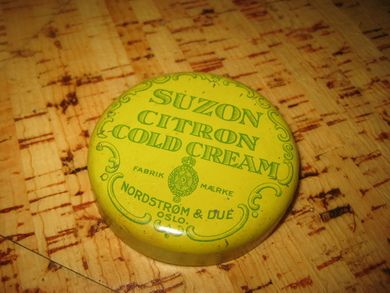 SUZON
CITRON
COLD CREAM
FABRIK MÆRKE
NORDSTRØM & DUÉ
OSLO.